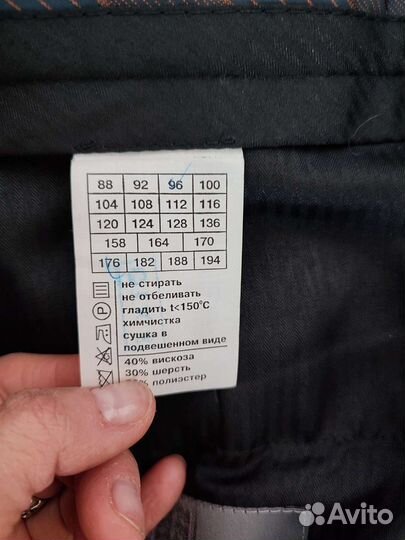 88 92 96 100
104 108 112 116
120 124 128 136
158 164 170
176 182 188 194
не стирать
не отбеливать
гладить t<150°C
химчистка
сушка в
подвешенном виде
40% вискоза
30% шерсть
полиэстер
Avito